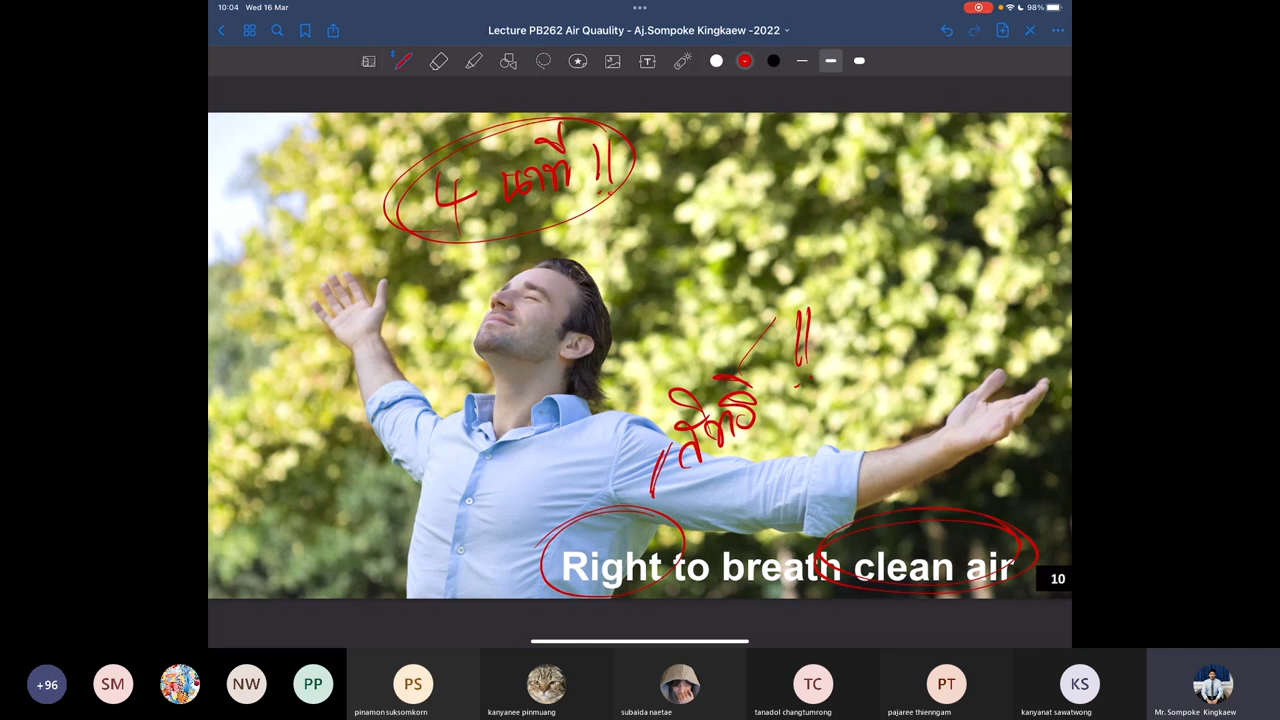 10:04 Wed 16 Mar
98%
Lecture PB262 Air Quaulity - Aj.Sompoke Kingkaew -2022
4 นาที !!
สิทธิ !!
Right to breath clean air
10
+96
SM
NW
PP
PS
TC
PT
KS
pinamon suksomkorn
kanyanee pinmuang
subaida naetae
tanadol changtumrong
pajaree thienngam
kanyanat sawatwong
Mr. Sompoke Kingkaew